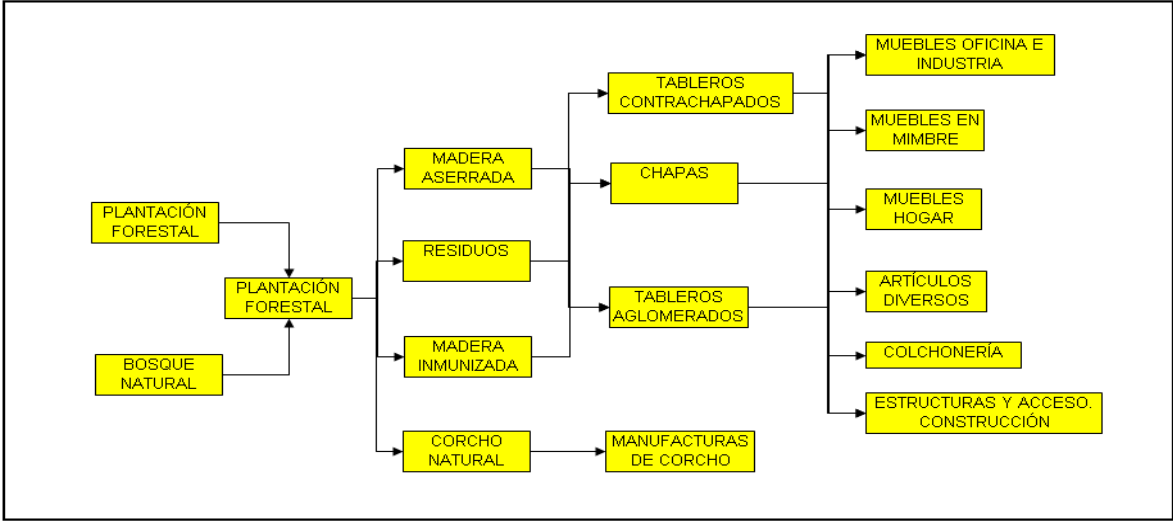 PLANTACIÓN
FORESTAL
BOSQUE
NATURAL
PLANTACIÓN
FORESTAL
MADERA
ASERRADA
RESIDUOS
MADERA
INMUNIZADA
CORCHO
NATURAL
TABLEROS
CONTRACHAPADOS
CHAPAS
TABLEROS
AGLOMERADOS
MANUFACTURAS
DE CORCHO
MUEBLES OFICINA E
INDUSTRIA
MUEBLES EN
MIMBRE
MUEBLES
HOGAR
ARTÍCULOS
DIVERSOS
COLCHONERÍA
ESTRUCTURAS Y ACCESO.
CONSTRUCCIÓN